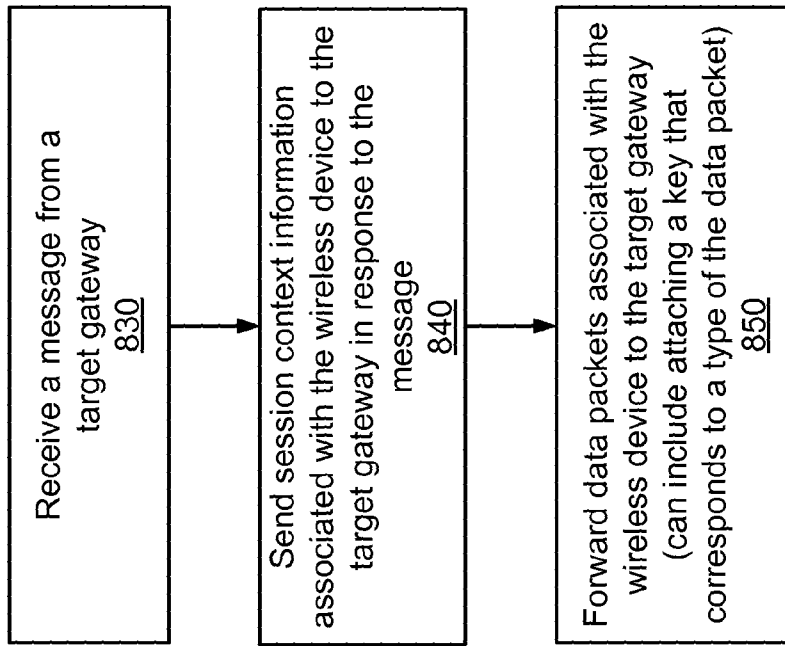 Receive a message from a
target gateway
830
Send session context information
associated with the wireless device to the
target gateway in response to the
message
840
Forward data packets associated with the
wireless device to the target gateway
(can include attaching a key that
corresponds to a type of the data packet)
850